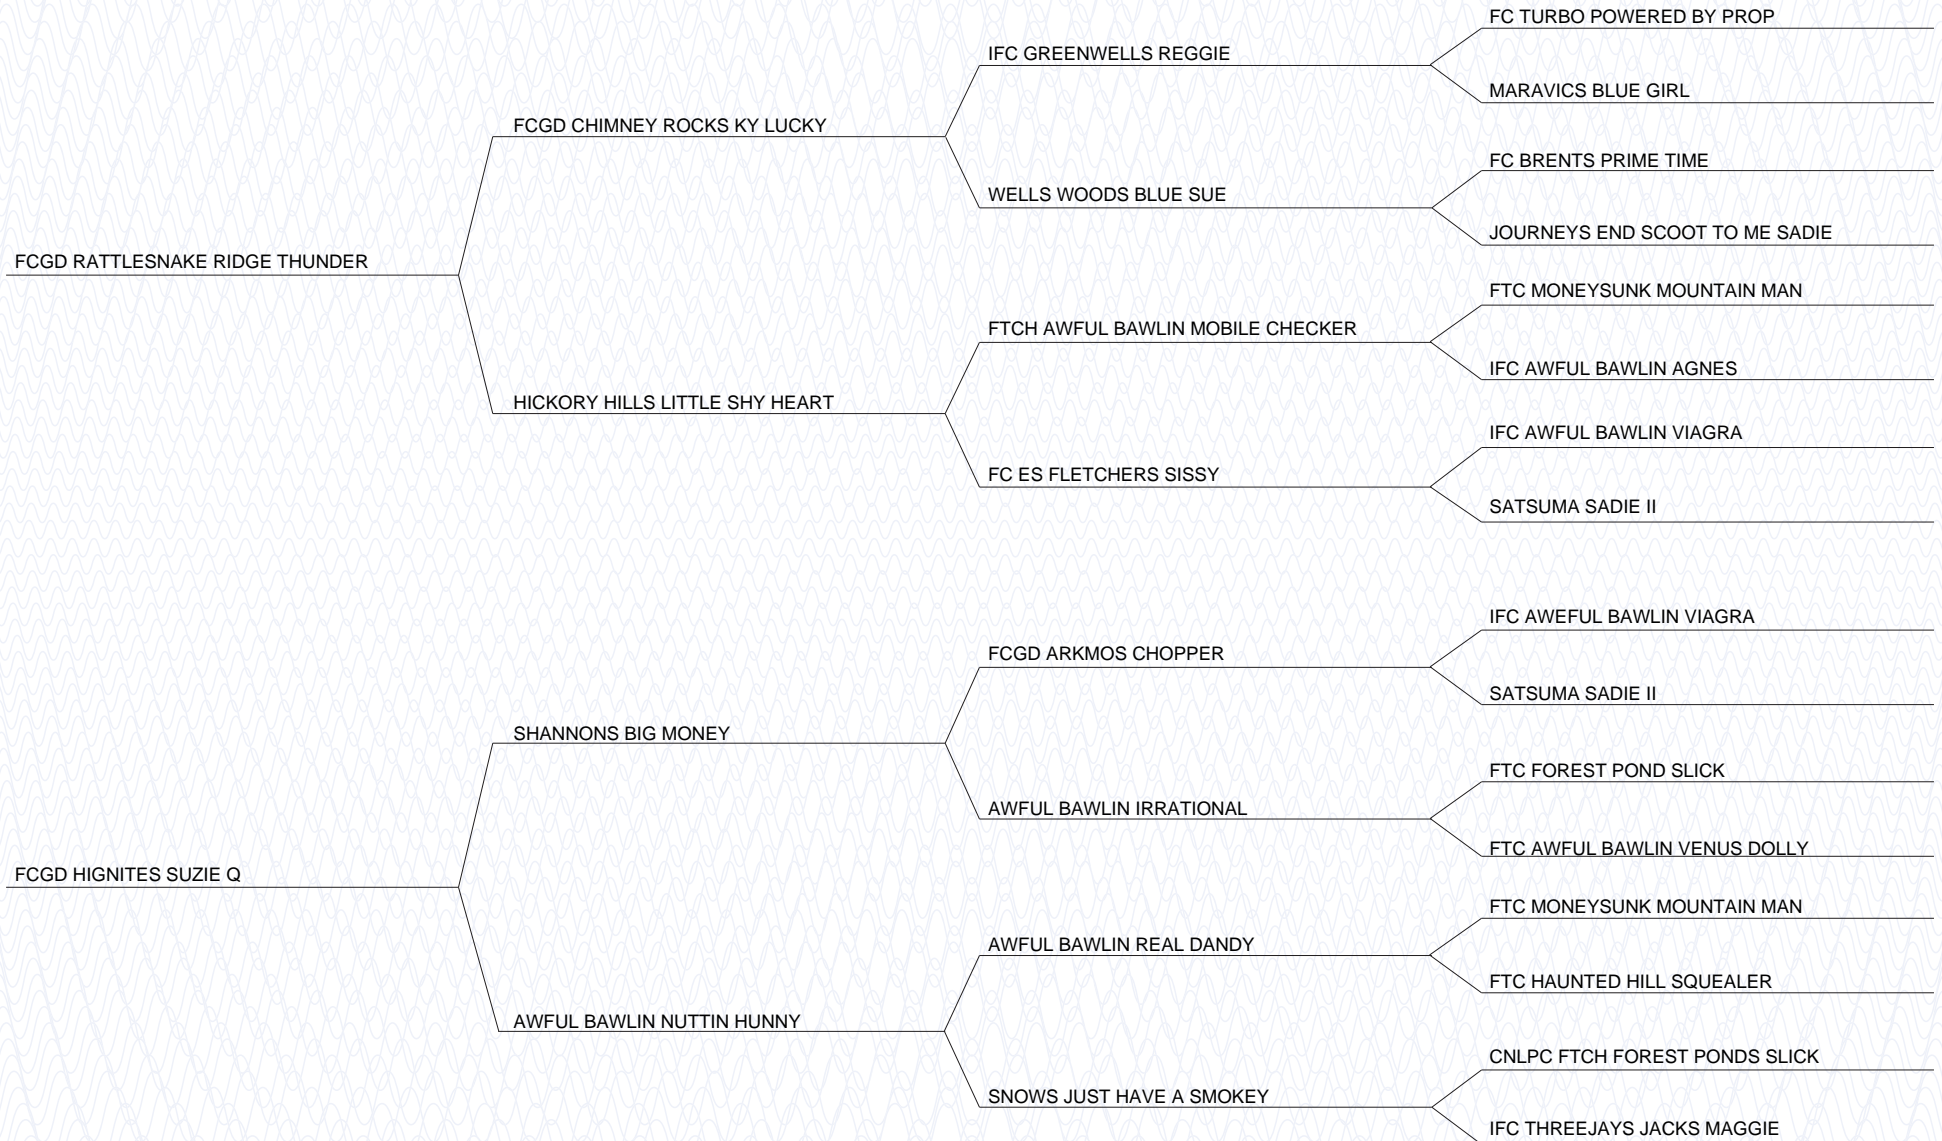 FC TURBO POWERED BY PROP
IFC GREENWELLS REGGIE
MARAVICS BLUE GIRL
FCGD CHIMNEY ROCKS KY LUCKY
FC BRENTS PRIME TIME
WELLS WOODS BLUE SUE
JOURNEYS END SCOOT TO ME SADIE
FCGD RATTLESNAKE RIDGE THUNDER
FTC MONEYSUNK MOUNTAIN MAN
FTCH AWFUL BAWLIN MOBILE CHECKER
IFC AWFUL BAWLIN AGNES
HICKORY HILLS LITTLE SHY HEART
IFC AWFUL BAWLIN VIAGRA
FC ES FLETCHERS SISSY
SATSUMA SADIE II
IFC AWEFUL BAWLIN VIAGRA
FCGD ARKMOS CHOPPER
SATSUMA SADIE II
SHANNONS BIG MONEY
FTC FOREST POND SLICK
AWFUL BAWLIN IRRATIONAL
FTC AWFUL BAWLIN VENUS DOLLY
FCGD HIGNITES SUZIE Q
FTC MONEYSUNK MOUNTAIN MAN
AWFUL BAWLIN REAL DANDY
FTC HAUNTED HILL SQUEALER
AWFUL BAWLIN NUTTIN HUNNY
CNLPC FTCH FOREST PONDS SLICK
SNOWS JUST HAVE A SMOKEY
IFC THREEJAYS JACKS MAGGIE